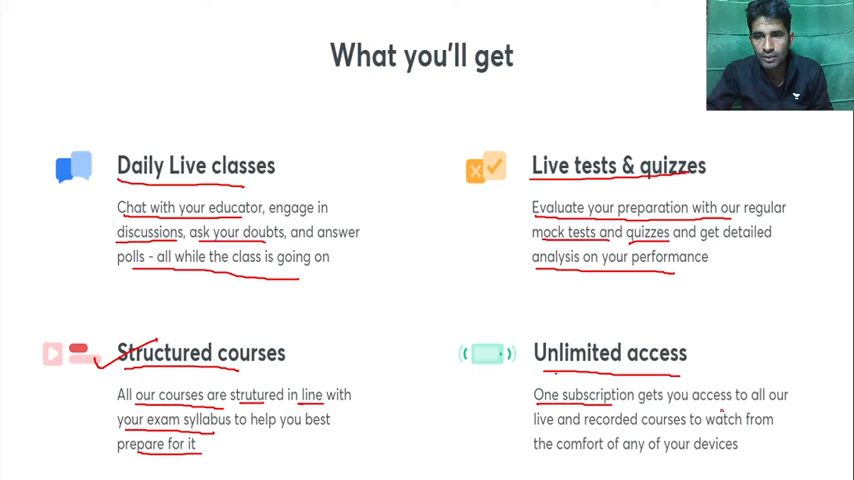 What you'll get
Daily Live classes
Chat with your educator, engage in
discussions, ask your doubts, and answer
polls - all while the class is going on
Live tests & quizzes
Evaluate your preparation with our regular
mock tests and quizzes and get detailed
analysis on your performance
Structured courses
All our courses are strutured in line with
your exam syllabus to help you best
prepare for it
Unlimited access
One subscription gets you access to all our
live and recorded courses to watch from
the comfort of any of your devices